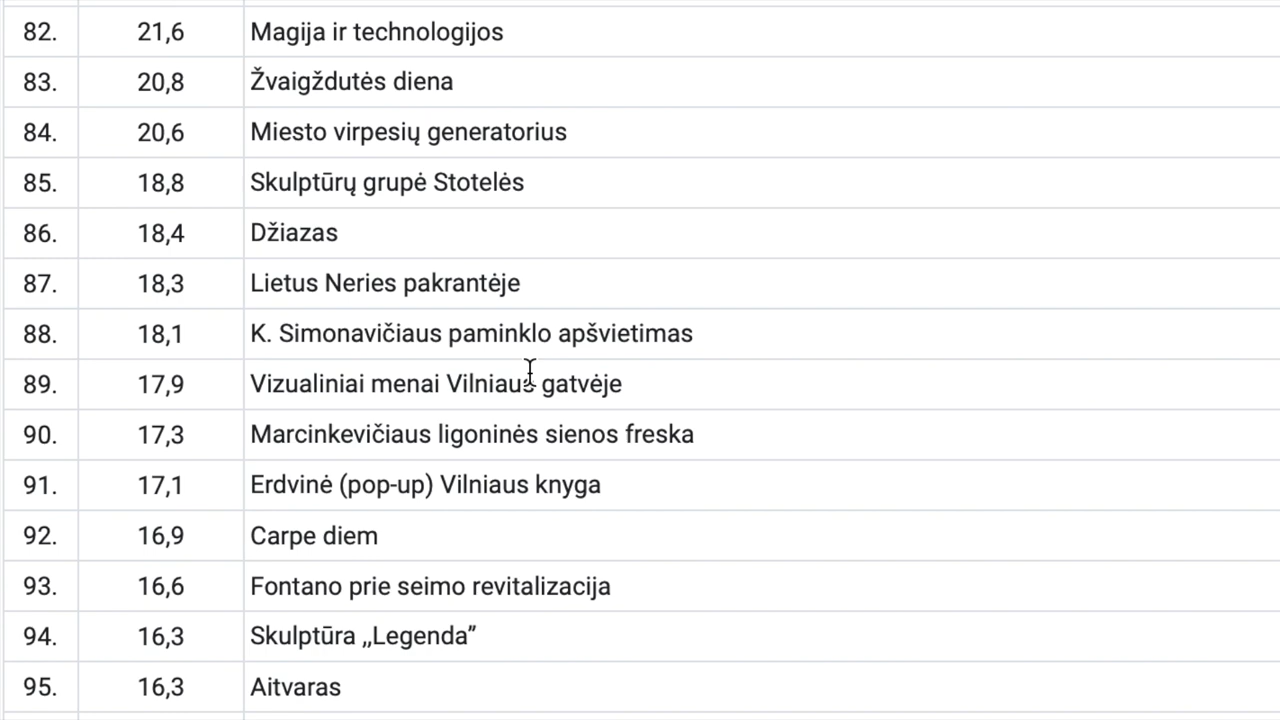 82. 21,6 Magija ir technologijos
83. 20,8 Žvaigždutės diena
84. 20,6 Miesto virpesių generatorius
85. 18,8 Skulptūrų grupė Stotelės
86. 18,4 Džiazas
87. 18,3 Lietus Neries pakrantėje
88. 18,1 K. Simonavičiaus paminklo apšvietimas
89. 17,9 Vizualiniai menai Vilniaus gatvėje
90. 17,3 Marcinkevičiaus ligoninės sienos freska
91. 17,1 Erdvinė (pop-up) Vilniaus knyga
92. 16,9 Carpe diem
93. 16,6 Fontano prie seimo revitalizacija
94. 16,3 Skulptūra „Legenda”
95. 16,3 Aitvaras